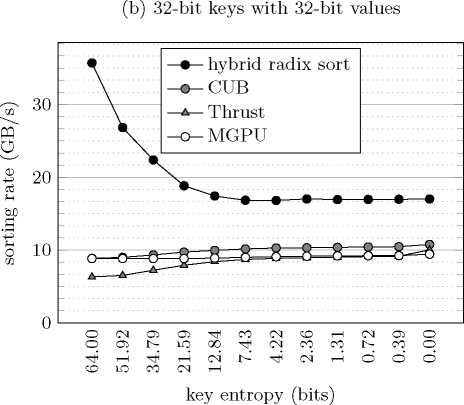 (b) 32-bit keys with 32-bit values
hybrid radix sort
CUB
Thrust
MGPU
sorting rate (GB/s)
30
20
10
0
64.00
51.92
34.79
21.59
12.84
7.43
4.22
2.36
1.31
0.72
0.39
0.00
key entropy (bits)